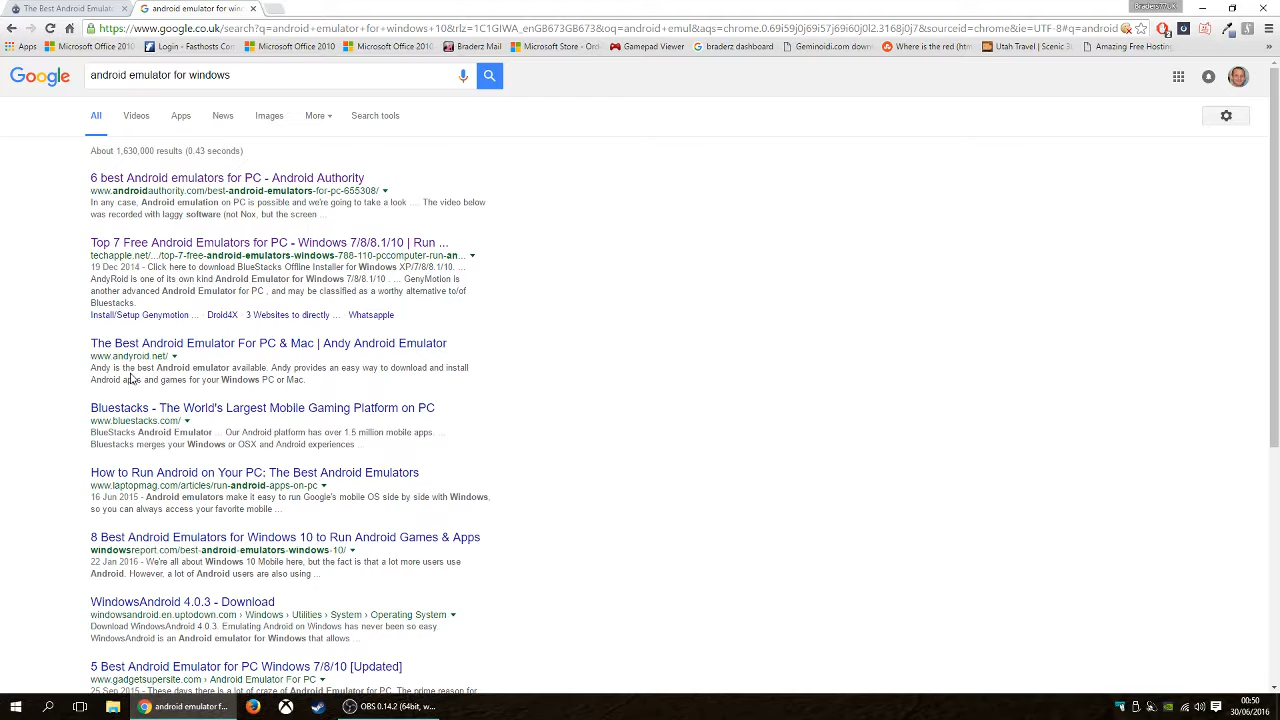 The Best Android Emulato
android emulator for wind
Braderz71UK
https://www.google.co.uk/search?q=android+emulator+for+windows+10&rlz=1C1GIWA_enGB673GB673&oq=android+emul&aqs=chrome.0.69i59j0j69i57j69i60l2.3168j0j7&sourceid=chrome&ie=UTF-8#q=android
Apps Microsoft Office 2010 Login - Fasthosts Con Microsoft Office 2010 Microsoft Office 2010 Braderz Mail Microsoft Store - On Gamepad Viewer braderz dashboard Geminoidi.com down Where is the red (htm Utah Travel | Scenic B Amazing Free Hosting »
Google android emulator for windows
All Videos Apps News Images More Search tools
About 1,630,000 results (0.43 seconds)
6 best Android emulators for PC - Android Authority
www.androidauthority.com/best-android-emulators-for-pc-655308/
In any case, Android emulation on PC is possible and we're going to take a look .... The video below
was recorded with laggy software (not Nox, but the screen ...
Top 7 Free Android Emulators for PC - Windows 7/8/8.1/10 | Run ...
techapple.net/.../top-7-free-android-emulators-windows-788-110-pccomputer-run-an...
19 Dec 2014 - Click here to download BlueStacks Offline Installer for Windows XP/7/8/8.1/10. ...
AndyRoid is one of its own kind Android Emulator for Windows 7/8/8.1/10 . ... GenyMotion is
another advanced Android Emulator for PC , and may be classified as a worthy alternative to/of
Bluestacks.
Install/Setup Genymotion ... - Droid4X - 3 Websites to directly ... - Whatsapple
The Best Android Emulator For PC & Mac | Andy Android Emulator
www.andyroid.net/
Andy is the best Android emulator available. Andy provides an easy way to download and install
Android apps and games for your Windows PC or Mac.
Bluestacks - The World's Largest Mobile Gaming Platform on PC
www.bluestacks.com/
BlueStacks Android Emulator ... Our Android platform has over 1.5 million mobile apps. ...
Bluestacks merges your Windows or OSX and Android experiences ...
How to Run Android on Your PC: The Best Android Emulators
www.laptopmag.com/articles/run-android-apps-on-pc
16 Jun 2015 - Android emulators make it easy to run Google's mobile OS side by side with Windows,
so you can always access your favorite mobile ...
8 Best Android Emulators for Windows 10 to Run Android Games & Apps
windowsreport.com/best-android-emulators-windows-10/
22 Jan 2016 - We're all about Windows 10 Mobile here, but the fact is that a lot more users use
Android. However, a lot of Android users are also using ...
WindowsAndroid 4.0.3 - Download
windowsandroid.en.uptodown.com › Windows › Utilities › System › Operating System
Download WindowsAndroid 4.0.3. Emulating Android on Windows has never been so easy.
WindowsAndroid is an Android emulator for Windows that allows ...
5 Best Android Emulator for PC Windows 7/8/10 [Updated]
www.gadgetsupersite.com › Android Emulator For PC
25 Sep 2015 - These days there is a lot of craze of Android Emulator for PC. The prime reason for
android emulator f... OBS 0.14.2 (64bit, w... 00:50
30/06/2016